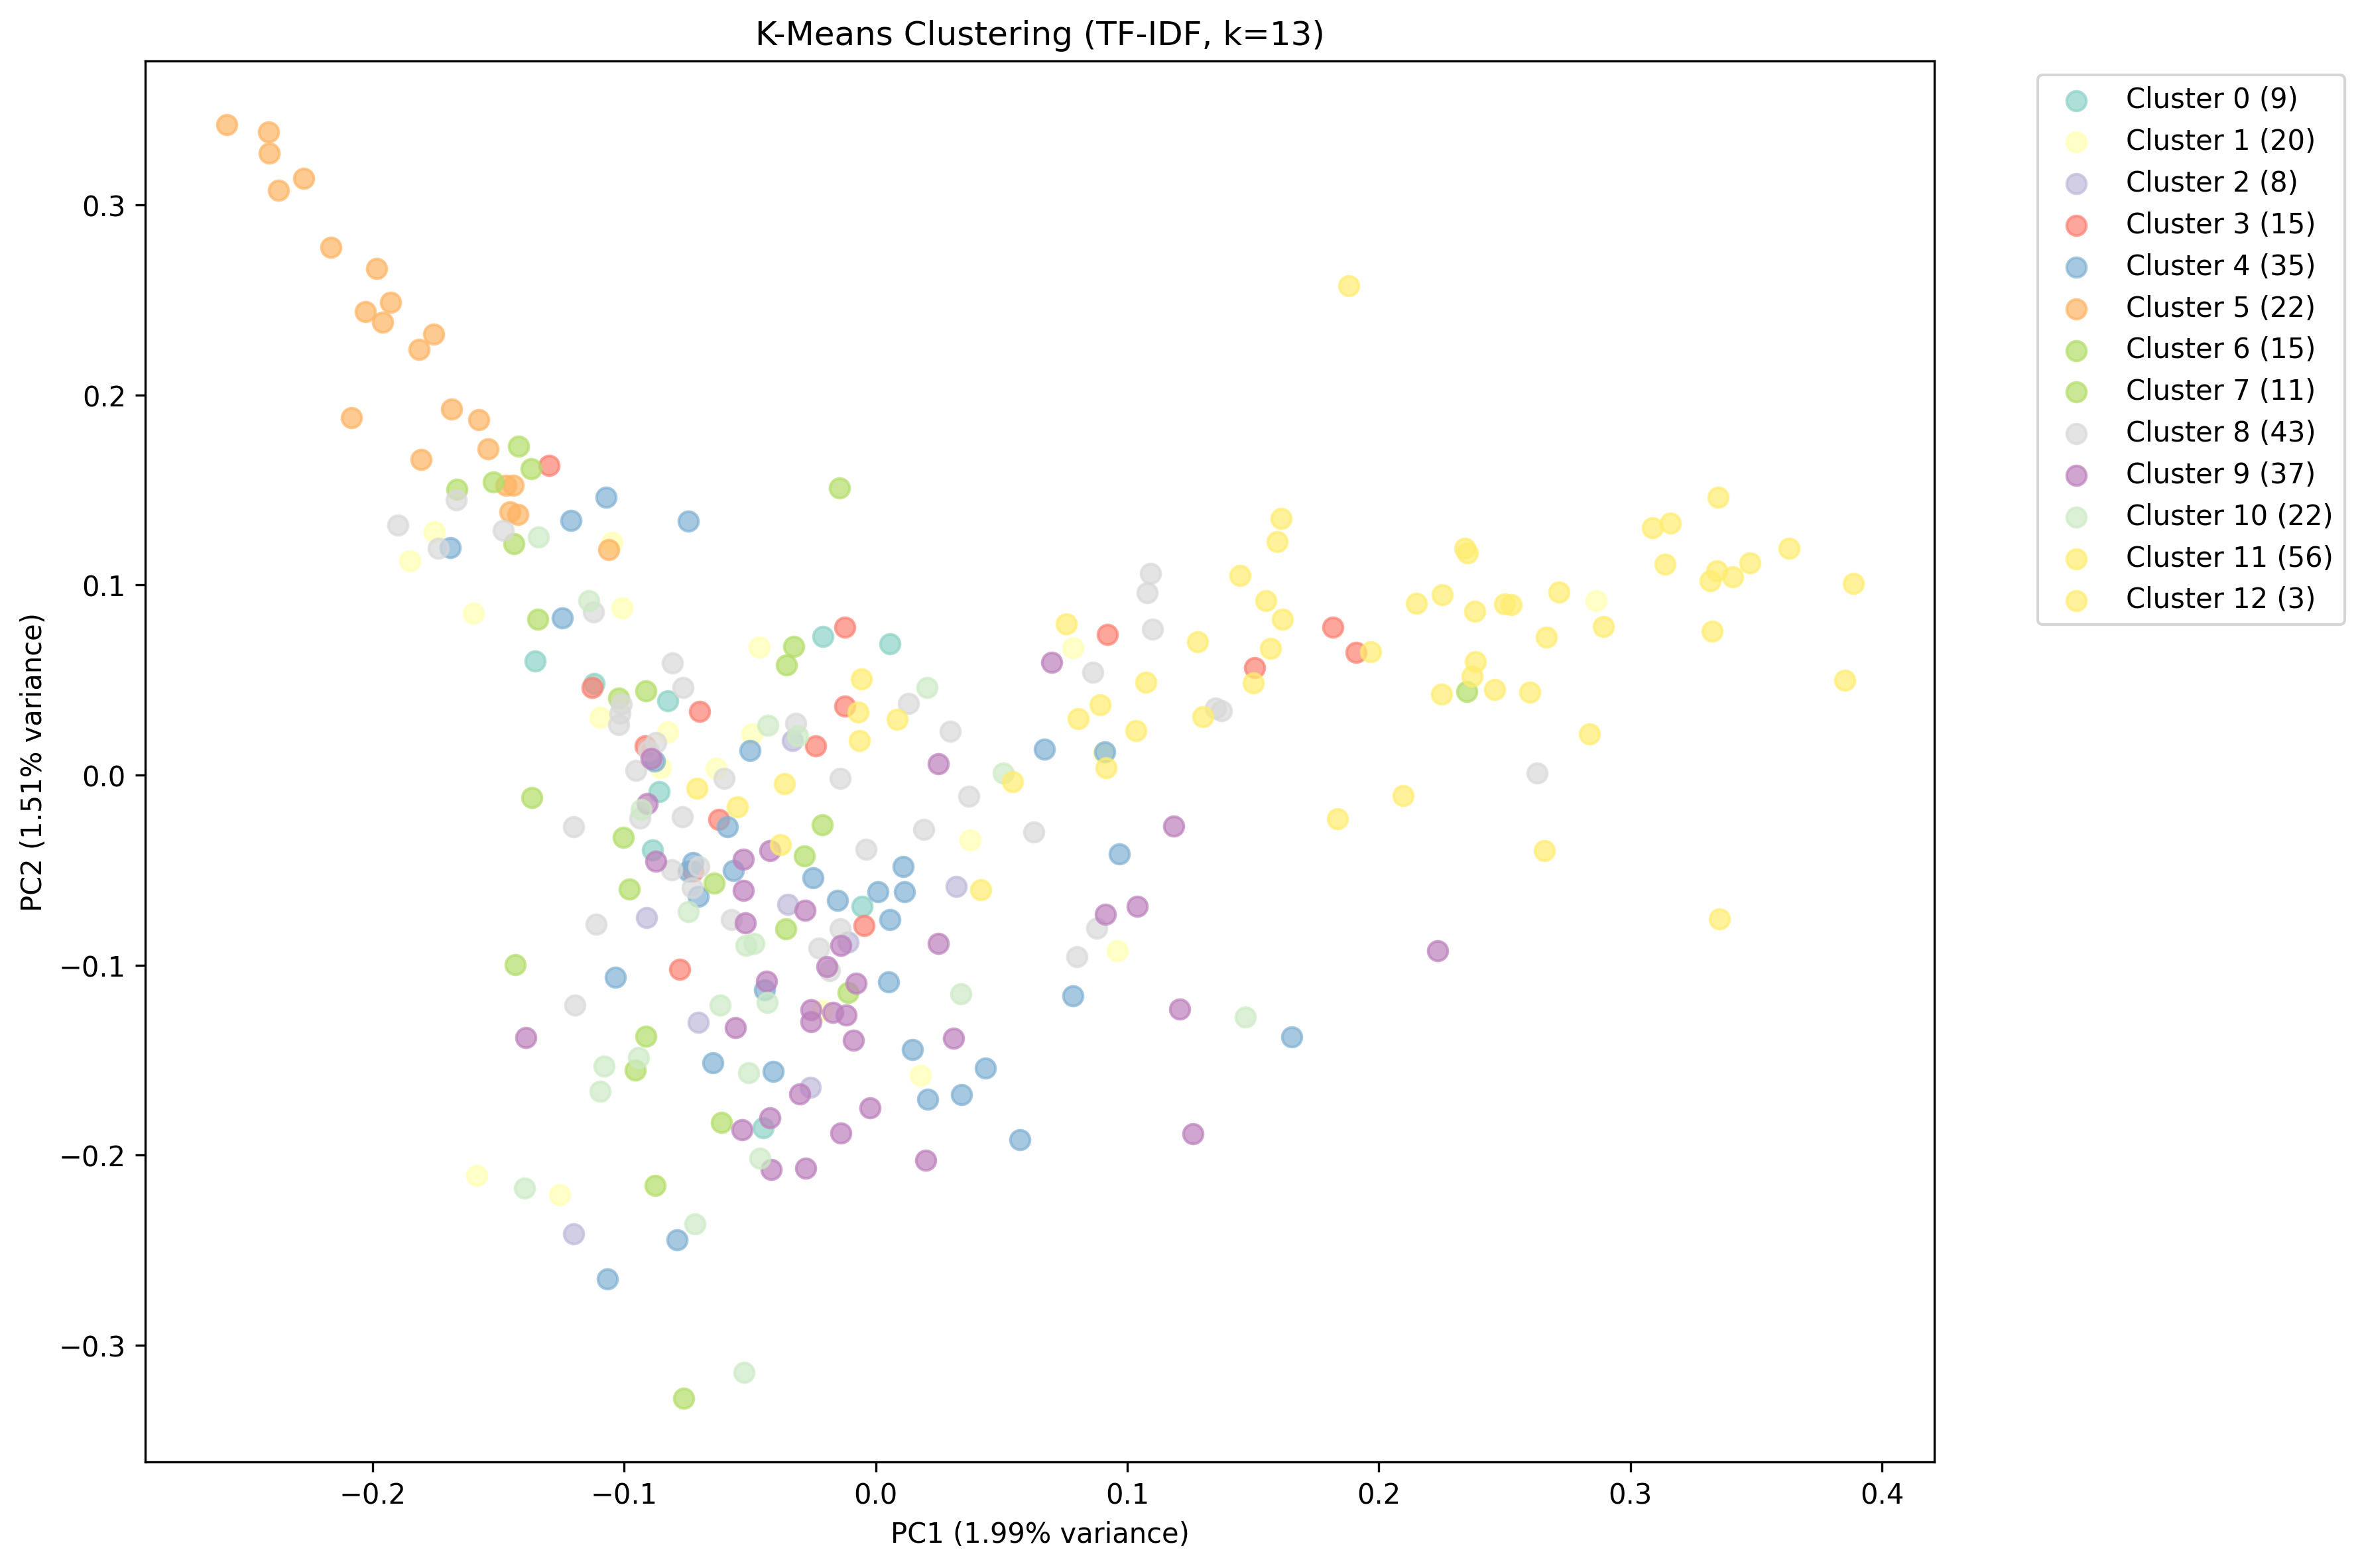 K-Means Clustering (TF-IDF, k=13)
Cluster 0 (9)
Cluster 1 (20)
Cluster 2 (8)
Cluster 3 (15)
Cluster 4 (35)
Cluster 5 (22)
Cluster 6 (15)
Cluster 7 (11)
Cluster 8 (43)
Cluster 9 (37)
Cluster 10 (22)
Cluster 11 (56)
Cluster 12 (3)
PC2 (1.51% variance)
0.3
0.2
0.1
0.0
−0.1
−0.2
−0.3
−0.2
−0.1
0.0
0.1
0.2
0.3
0.4
PC1 (1.99% variance)